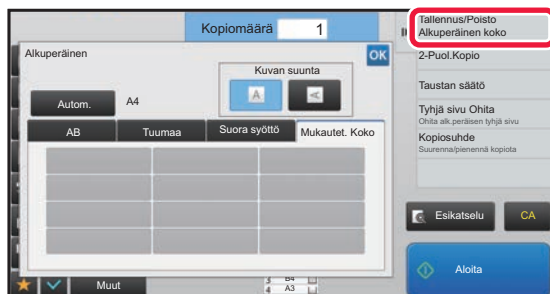 Kopiomäärä 1
Alkuperäinen
OK
Kuvan suunta
A
A
Autom.
A4
AB
Tuumaa
Suora syöttö
Mukautet. Koko
Muut
3 B4
4 A3
Tallennus/Poisto
Alkuperäinen koko
2-Puol.Kopio
Taustan säätö
Tyhjä sivu Ohita
Ohita alk.peräisen tyhjä sivu
Kopiosuhde
Suurenna/pienennä kopiota
Esikatselu
CA
Aloita